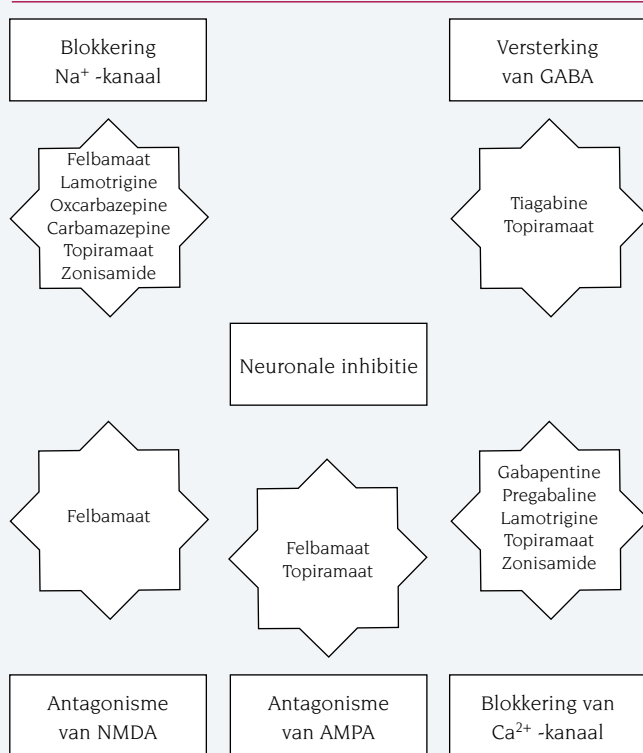 Blokkering
Na⁺ -kanaal
Versterking
van GABA
Felbamaat
Lamotrigine
Oxcarbazepine
Carbamazepine
Topiramaat
Zonisamide
Tiagabine
Topiramaat
Neuronale inhibitie
Felbamaat
Felbamaat
Topiramaat
Gabapentine
Pregabaline
Lamotrigine
Topiramaat
Zonisamide
Antagonisme
van NMDA
Antagonisme
van AMPA
Blokkering van
Ca²⁺ -kanaal